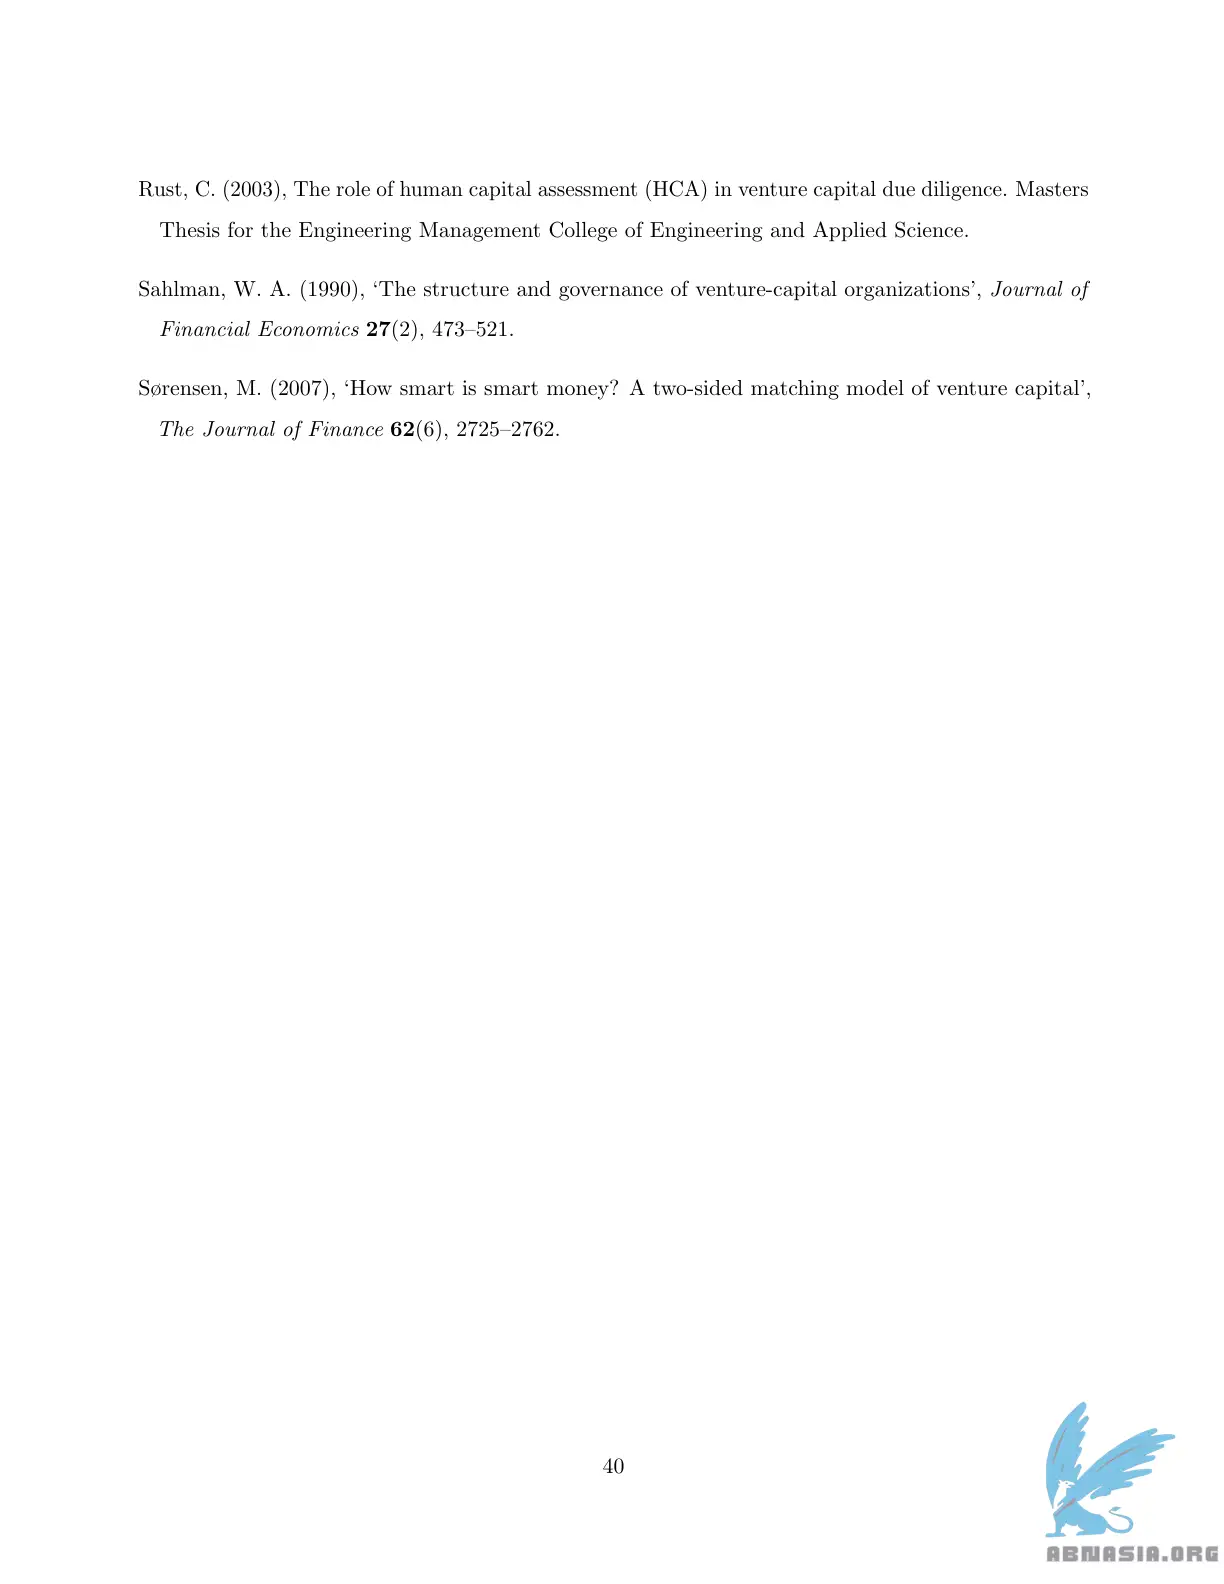 Rust, C. (2003), The role of human capital assessment (HCA) in venture capital due diligence. Masters
Thesis for the Engineering Management College of Engineering and Applied Science.
Sahlman, W. A. (1990), ‘The structure and governance of venture-capital organizations’, Journal of
Financial Economics 27(2), 473–521.
Sørensen, M. (2007), ‘How smart is smart money? A two-sided matching model of venture capital’,
The Journal of Finance 62(6), 2725–2762.
40
ABNASIA.ORG